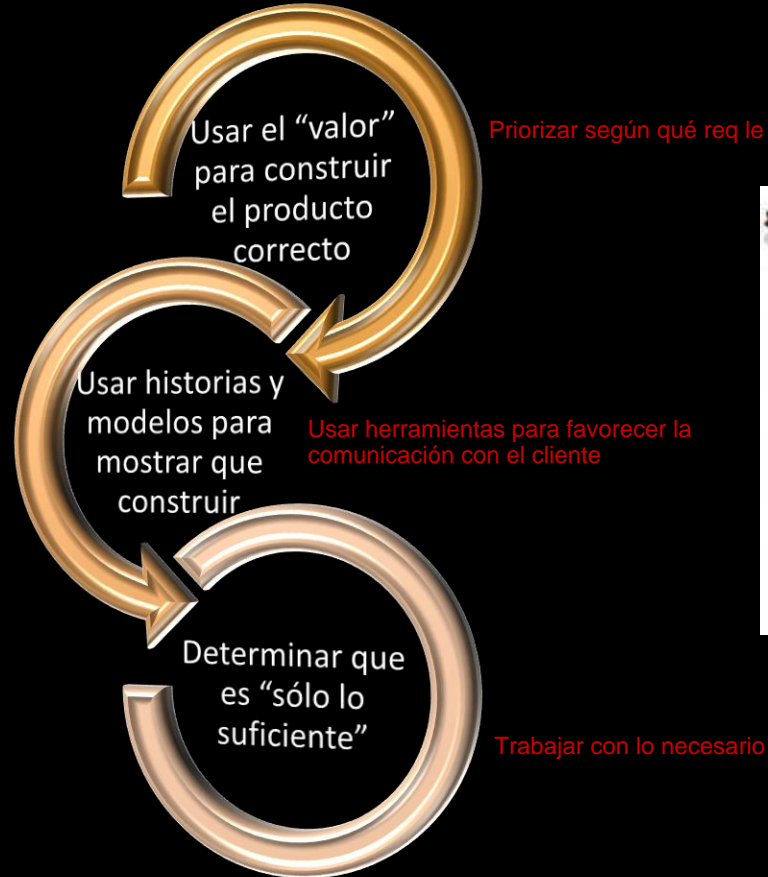 Usar el “valor”
para construir
el producto
correcto
Priorizar según qué req le
Usar historias y
modelos para
mostrar que
construir
Usar herramientas para favorecer la
comunicación con el cliente
Determinar que
es “sólo lo
suficiente”
Trabajar con lo necesario